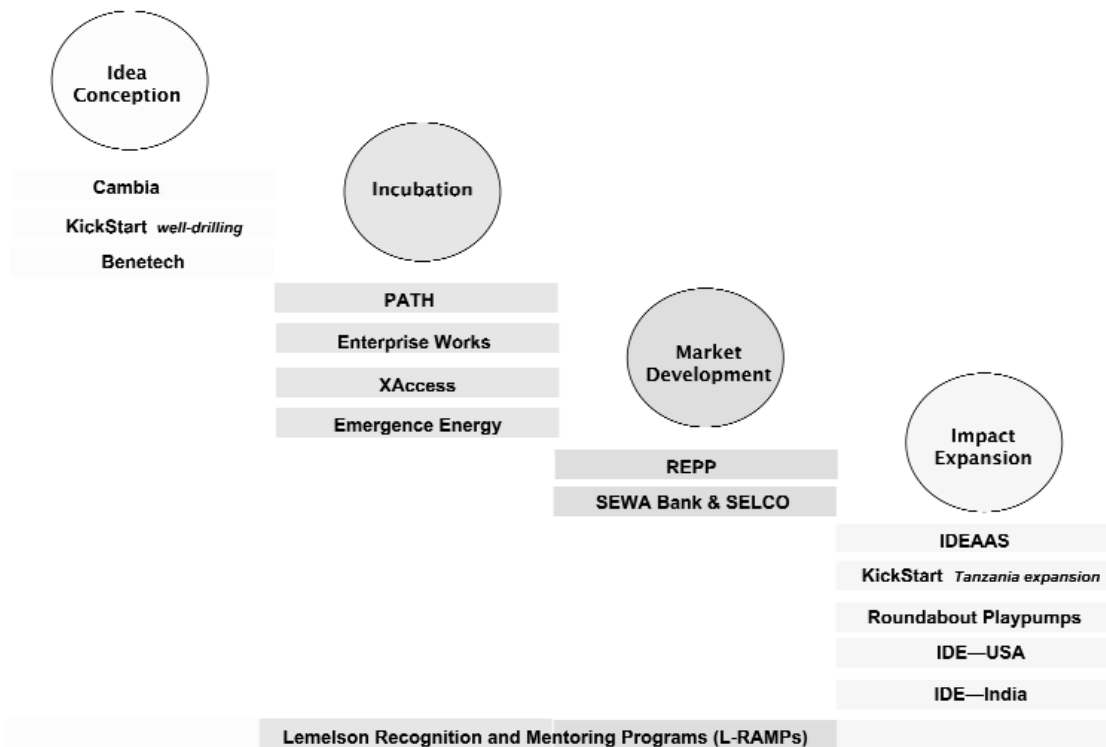 Idea
Conception
Cambia
KickStart well-drilling
Benetech
Incubation
PATH
Enterprise Works
XAccess
Emergence Energy
Market
Development
REPP
SEWA Bank & SELCO
Impact
Expansion
IDEAAS
KickStart Tanzania expansion
Roundabout Playpumps
IDE—USA
IDE—India
Lemelson Recognition and Mentoring Programs (L-RAMPs)